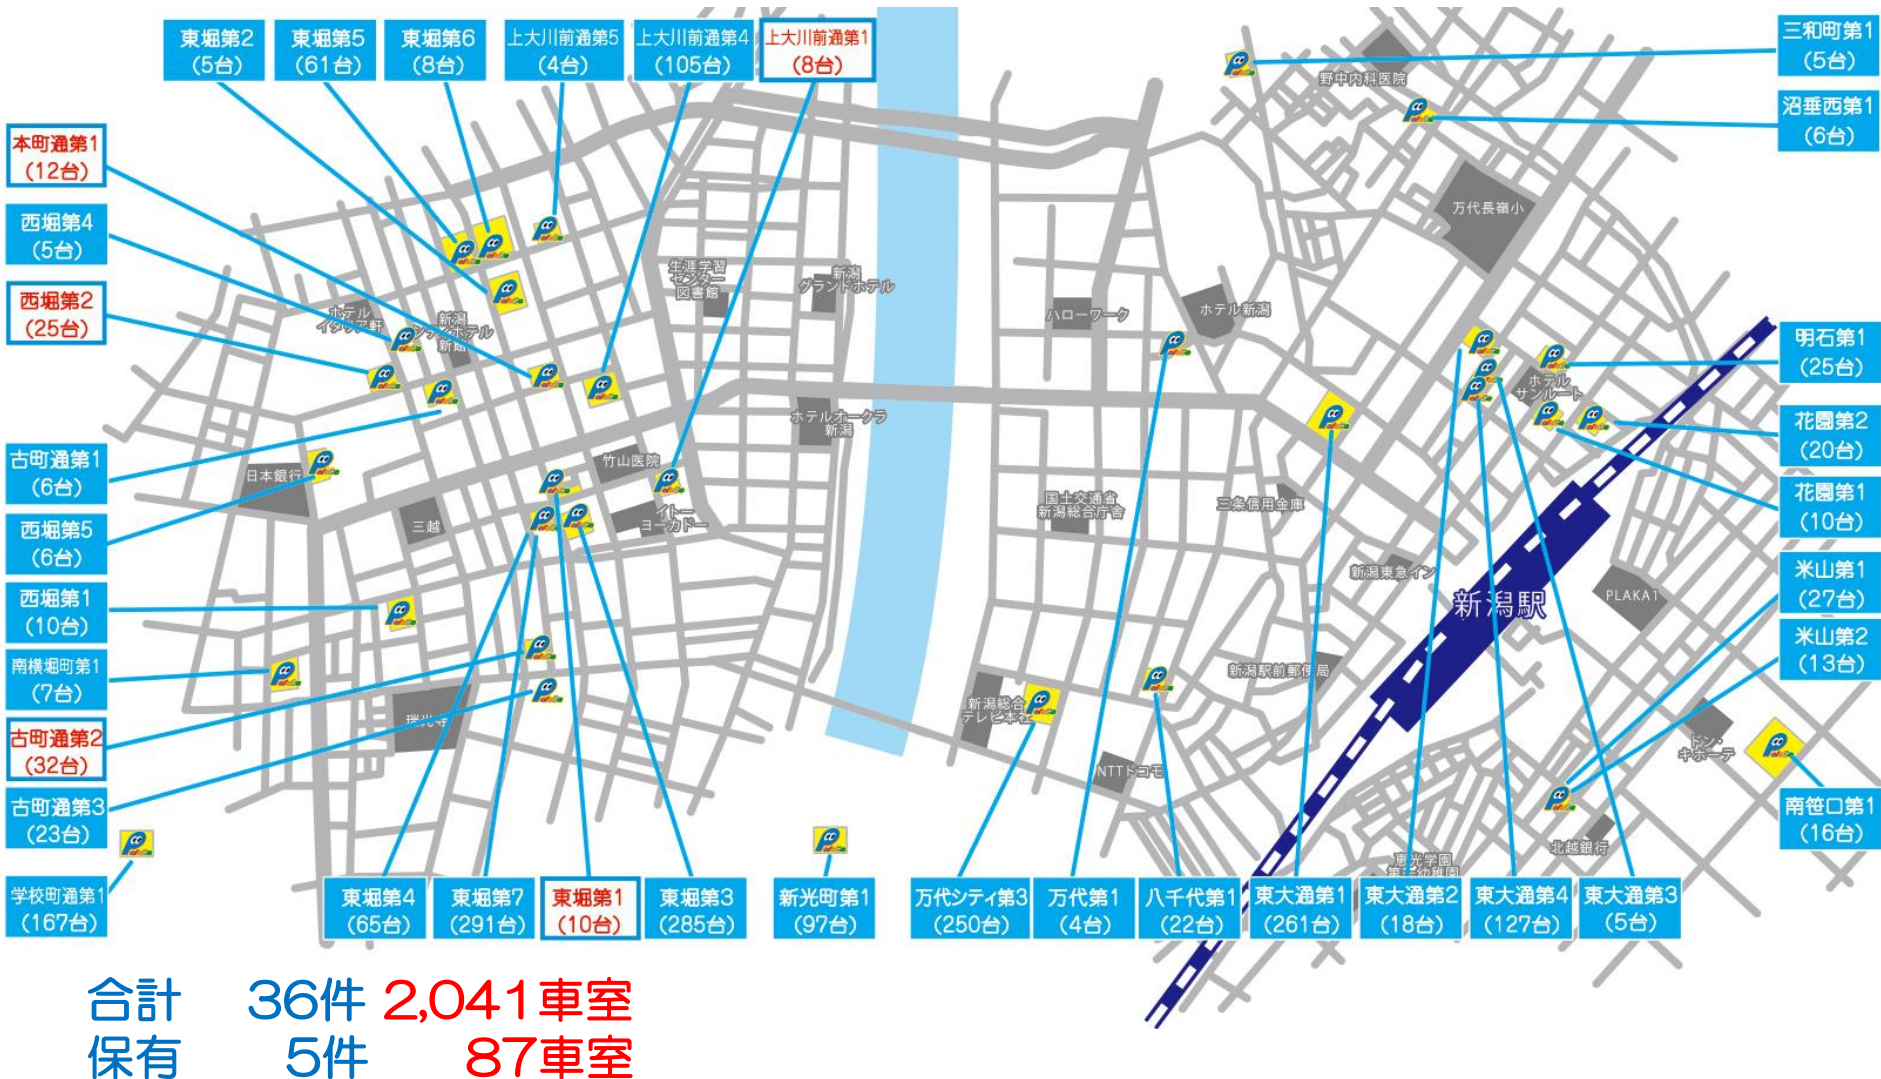 東堀第2
(5台)
東堀第5
(61台)
東堀第6
(8台)
上大川前通第5
(4台)
上大川前通第4
(105台)
上大川前通第1
(8台)
三和町第1
(5台)
沼垂西第1
(6台)
本町通第1
(12台)
西堀第4
(5台)
西堀第2
(25台)
古町通第1
(6台)
西堀第5
(6台)
西堀第1
(10台)
南横堀町第1
(7台)
古町通第2
(32台)
古町通第3
(23台)
学校町通第1
(167台)
野中内科医院
万代長嶺小
生涯学習
センター
図書館
新潟
グランドホテル
ホテル
イタリア軒
新潟
ホテル
新館
ハローワーク
ホテル新潟
ホテルオークラ
新潟
ホテル
サンルート
日本銀行
竹山医院
三越
イトー
ヨーカドー
国土交通省
新潟総合庁舎
三条信用金庫
新潟東急イン
新潟駅
PLAKA1
新潟駅前郵便局
瑞光寺
新潟総合
テレビ本社
NTTドコモ
ドン・
キホーテ
北越銀行
恵光学園
明石第1
(25台)
花園第2
(20台)
花園第1
(10台)
米山第1
(27台)
米山第2
(13台)
南笹口第1
(16台)
東堀第4
(65台)
東堀第7
(291台)
東堀第1
(10台)
東堀第3
(285台)
新光町第1
(97台)
万代シティ第3
(250台)
万代第1
(4台)
八千代第1
(22台)
東大通第1
(261台)
東大通第2
(18台)
東大通第4
(127台)
東大通第3
(5台)
合計 36件 2,041車室
保有 5件 87車室